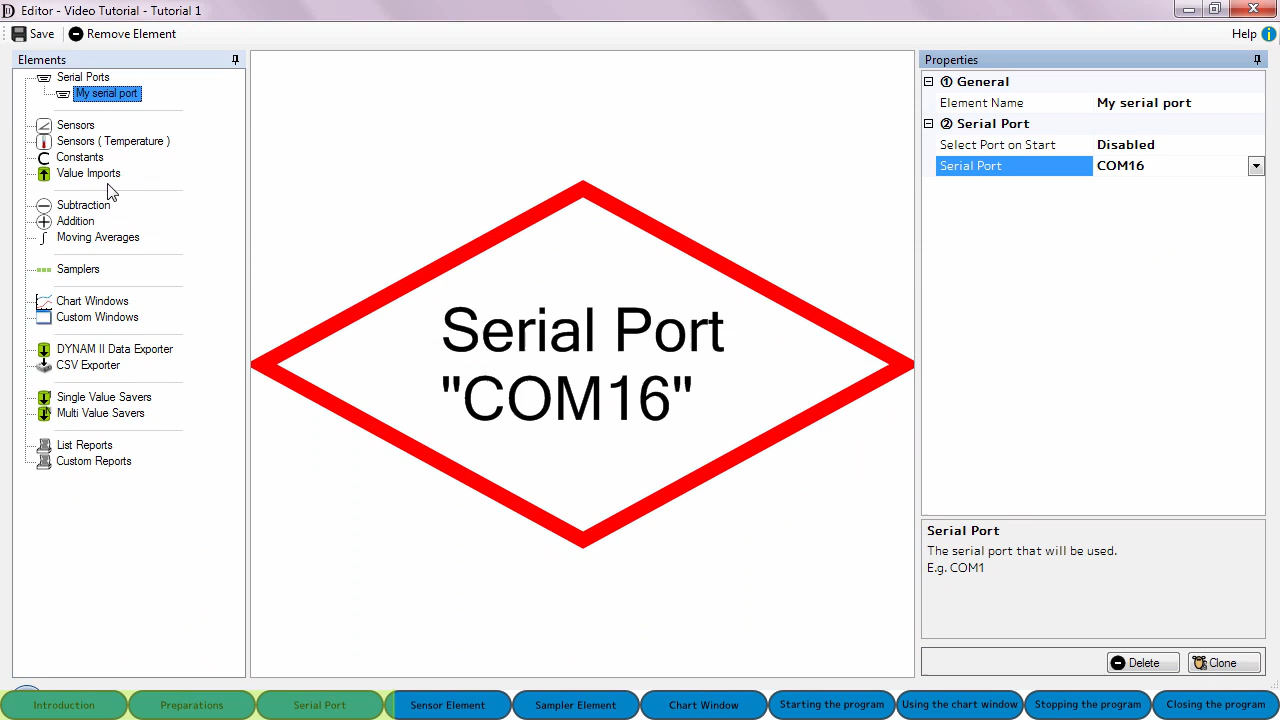 Editor - Video Tutorial - Tutorial 1
Save
Remove Element
Help
Elements
Serial Ports
My serial port
Sensors
Sensors ( Temperature )
Constants
Value Imports
Subtraction
Addition
Moving Averages
Samplers
Chart Windows
Custom Windows
DYNAM II Data Exporter
CSV Exporter
Single Value Savers
Multi Value Savers
List Reports
Custom Reports
Serial Port
"COM16"
Properties
① General
Element Name My serial port
② Serial Port
Select Port on Start Disabled
Serial Port COM16
Serial Port
The serial port that will be used.
E.g. COM1
Delete
Clone
Introduction
Preparations
Serial Port
Sensor Element
Sampler Element
Chart Window
Starting the program
Using the chart window
Stopping the program
Closing the program